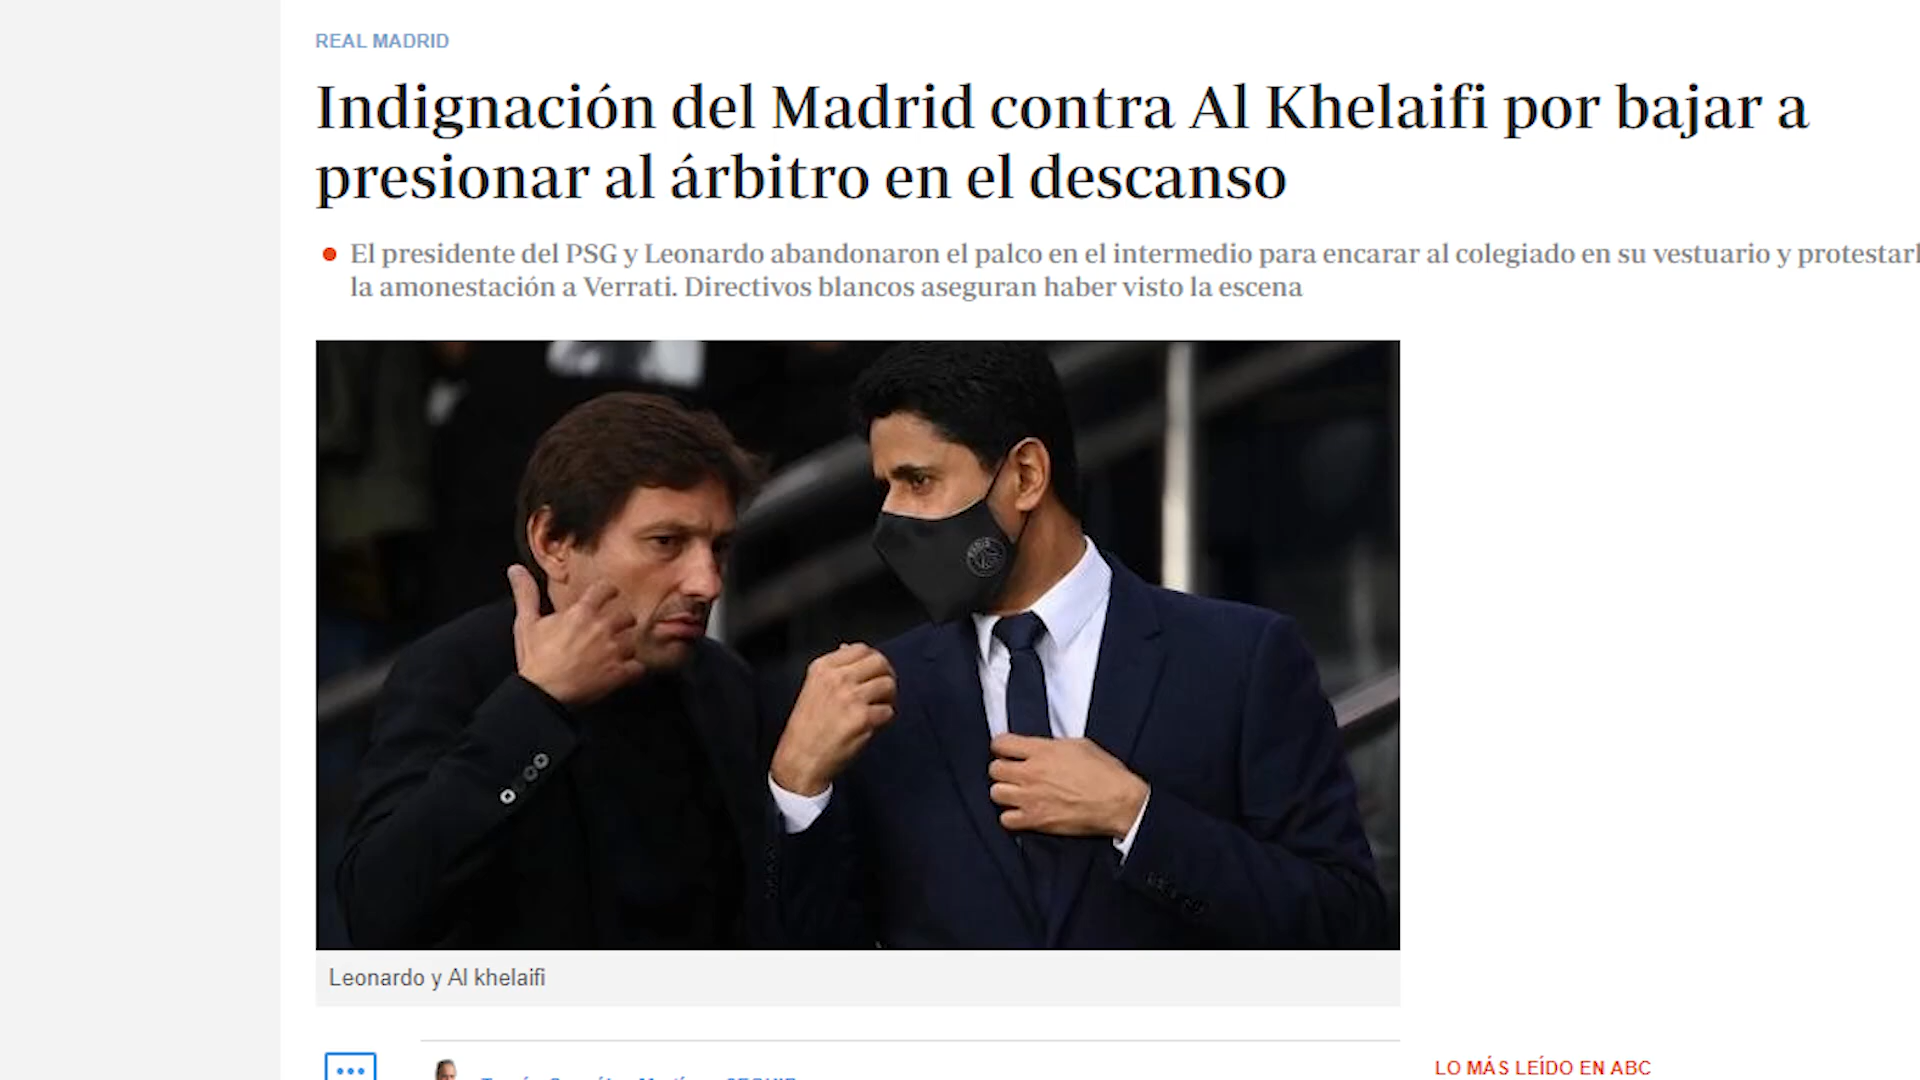 REAL MADRID
Indignación del Madrid contra Al Khelaifi por bajar a
presionar al árbitro en el descanso
El presidente del PSG y Leonardo abandonaron el palco en el intermedio para encarar al colegiado en su vestuario y
la amonestación a Verrati. Directivos blancos aseguran haber visto la escena
PARIS
Leonardo y Al khelaifi
LO MÁS LEÍDO EN ABC